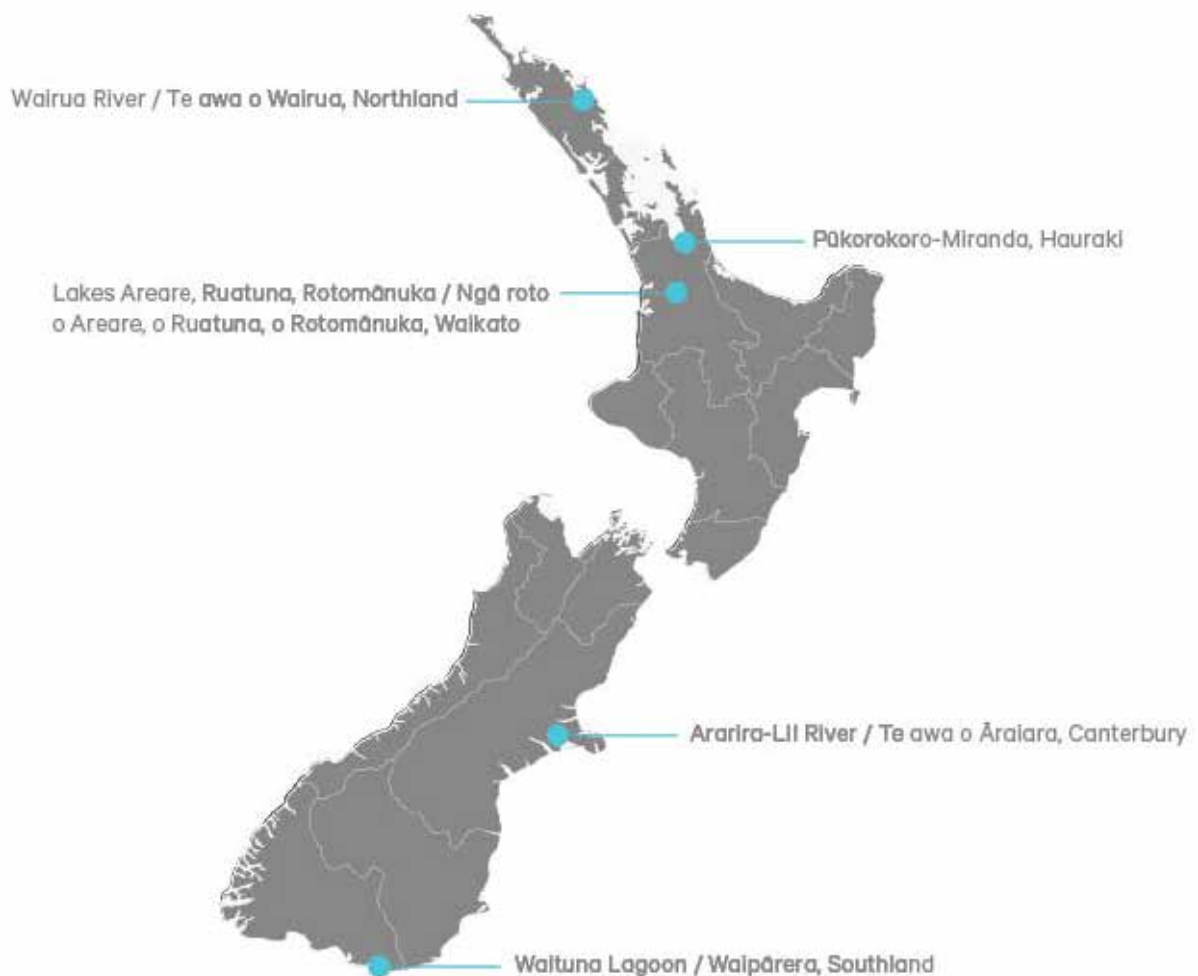 Wairua River / Te awa o Wairua, Northland
Pūkorokoro-Miranda, Hauraki
Lakes Areare, Ruatuna, Rotomānuka / Ngā roto
o Areare, o Ruatuna, o Rotomānuka, Waikato
Ararira-LII River / Te awa o Āraiara, Canterbury
Waituna Lagoon / Waipārera, Southland